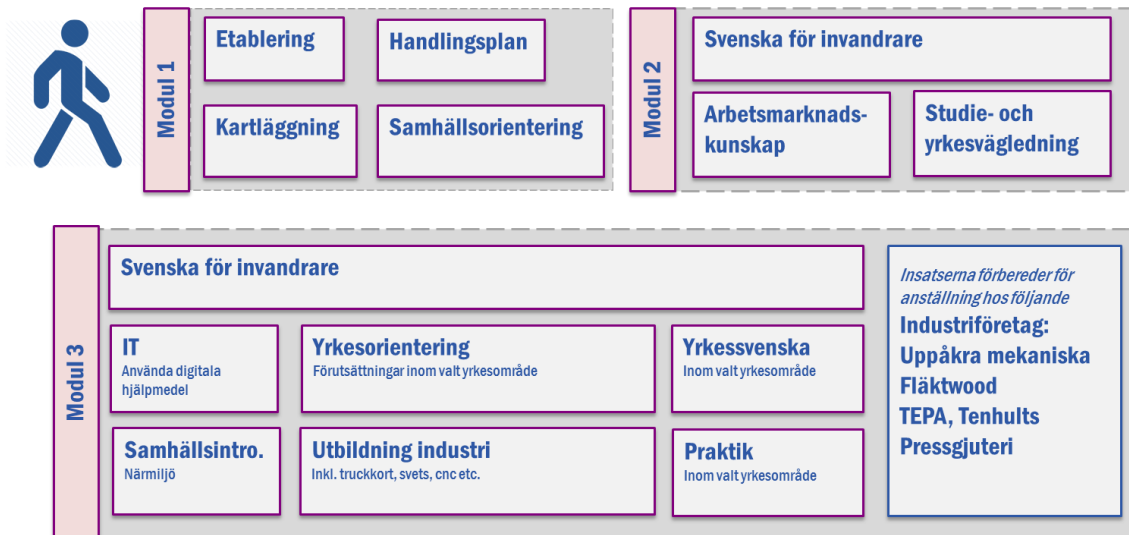 Modul 1
Etablering
Handlingsplan
Kartläggning
Samhällsorientering
Modul 2
Svenska för invandrare
Arbetsmarknads-
kunskap
Studie- och
yrkesvägledning
Modul 3
Svenska för invandrare
IT
Använda digitala
hjälpmedel
Yrkesorientering
Förutsättningar inom valt yrkesområde
Yrkessvenska
Inom valt yrkesområde
Samhällsintro.
Närmiljö
Utbildning industri
Inkl. truckkort, svets, cnc etc.
Praktik
Inom valt yrkesområde
Insatserna förbereder för
anställning hos följande
Industriföretag:
Uppåkra mekaniska
Fläktwood
TEPA, Tenhults
Pressgjuteri